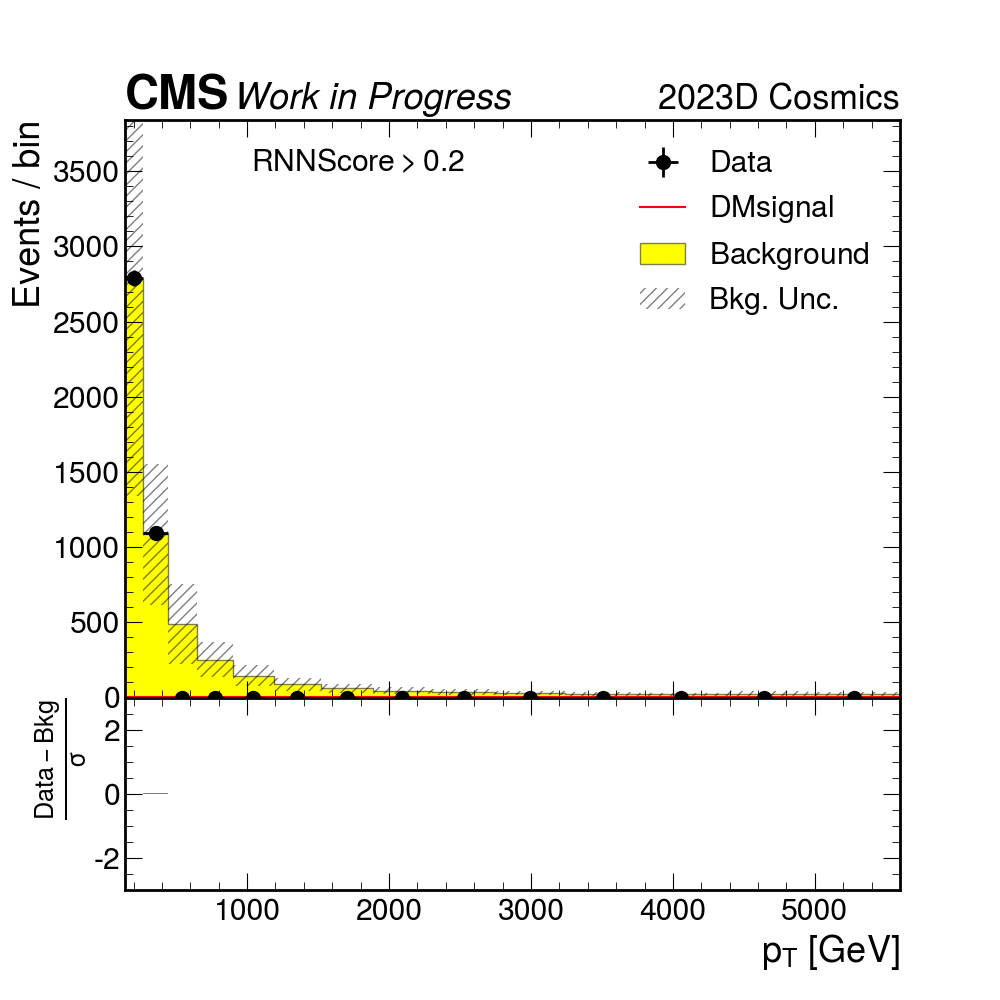 CMS Work in Progress 2023D Cosmics
Events / bin
RNNScore > 0.2
Data
DMsignal
Background
Bkg. Unc.
3500
3000
2500
2000
1500
1000
500
0
Data − Bkg
σ
2
0
-2
1000 2000 3000 4000 5000
pT [GeV]